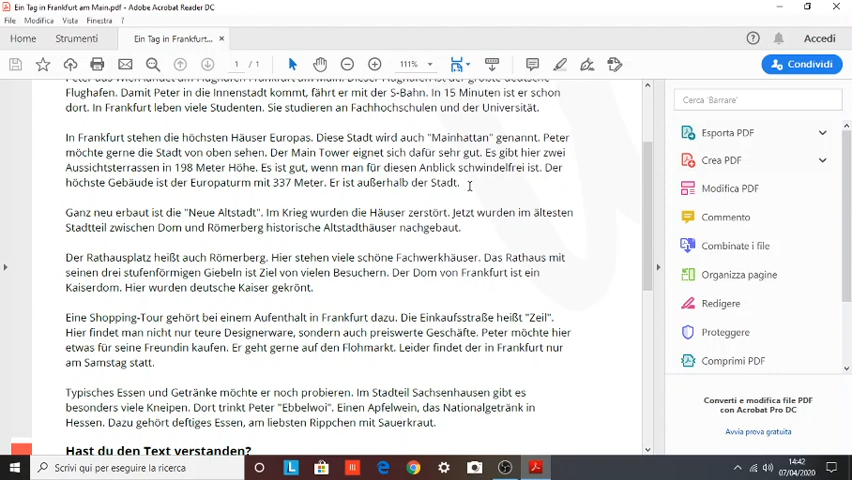 Ein Tag in Frankfurt am Main.pdf - Adobe Acrobat Reader DC
File Modifica Vista Finestra ?
Home Strumenti Ein Tag in Frankfurt... × Accedi
1 / 1 111% Condividi
Peter aus Wien landet am Flughafen Frankfurt am Main. Dieser Flughafen ist der größte deutsche
Flughafen. Damit Peter in die Innenstadt kommt, fährt er mit der S-Bahn. In 15 Minuten ist er schon
dort. In Frankfurt leben viele Studenten. Sie studieren an Fachhochschulen und der Universität.
In Frankfurt stehen die höchsten Häuser Europas. Diese Stadt wird auch "Mainhattan" genannt. Peter
möchte gerne die Stadt von oben sehen. Der Main Tower eignet sich dafür sehr gut. Es gibt hier zwei
Aussichtsterrassen in 198 Meter Höhe. Es ist gut, wenn man für diesen Anblick schwindelfrei ist. Der
höchste Gebäude ist der Europaturm mit 337 Meter. Er ist außerhalb der Stadt.
Ganz neu erbaut ist die "Neue Altstadt". Im Krieg wurden die Häuser zerstört. Jetzt wurden im ältesten
Stadtteil zwischen Dom und Römerberg historische Altstadthäuser nachgebaut.
Der Rathausplatz heißt auch Römerberg. Hier stehen viele schöne Fachwerkhäuser. Das Rathaus mit
seinen drei stufenförmigen Giebeln ist Ziel von vielen Besuchern. Der Dom von Frankfurt ist ein
Kaiserdom. Hier wurden deutsche Kaiser gekrönt.
Eine Shopping-Tour gehört bei einem Aufenthalt in Frankfurt dazu. Die Einkaufsstraße heißt "Zeil".
Hier findet man nicht nur teure Designerware, sondern auch preiswerte Geschäfte. Peter möchte hier
etwas für seine Freundin kaufen. Er geht gerne auf den Flohmarkt. Leider findet der in Frankfurt nur
am Samstag statt.
Typisches Essen und Getränke möchte er noch probieren. Im Stadteil Sachsenhausen gibt es
besonders viele Kneipen. Dort trinkt Peter "Ebbelwoi". Einen Apfelwein, das Nationalgetränk in
Hessen. Dazu gehört deftiges Essen, am liebsten Rippchen mit Sauerkraut.
Hast du den Text verstanden?
Cerca 'Barrare'
Esporta PDF
Crea PDF
Modifica PDF
Commento
Combinate i file
Organizza pagine
Redigere
Proteggere
Comprimi PDF
Converti e modifica file PDF
con Acrobat Pro DC
Avvia prova gratuita
Scrivi qui per eseguire la ricerca
14:42
07/04/2020